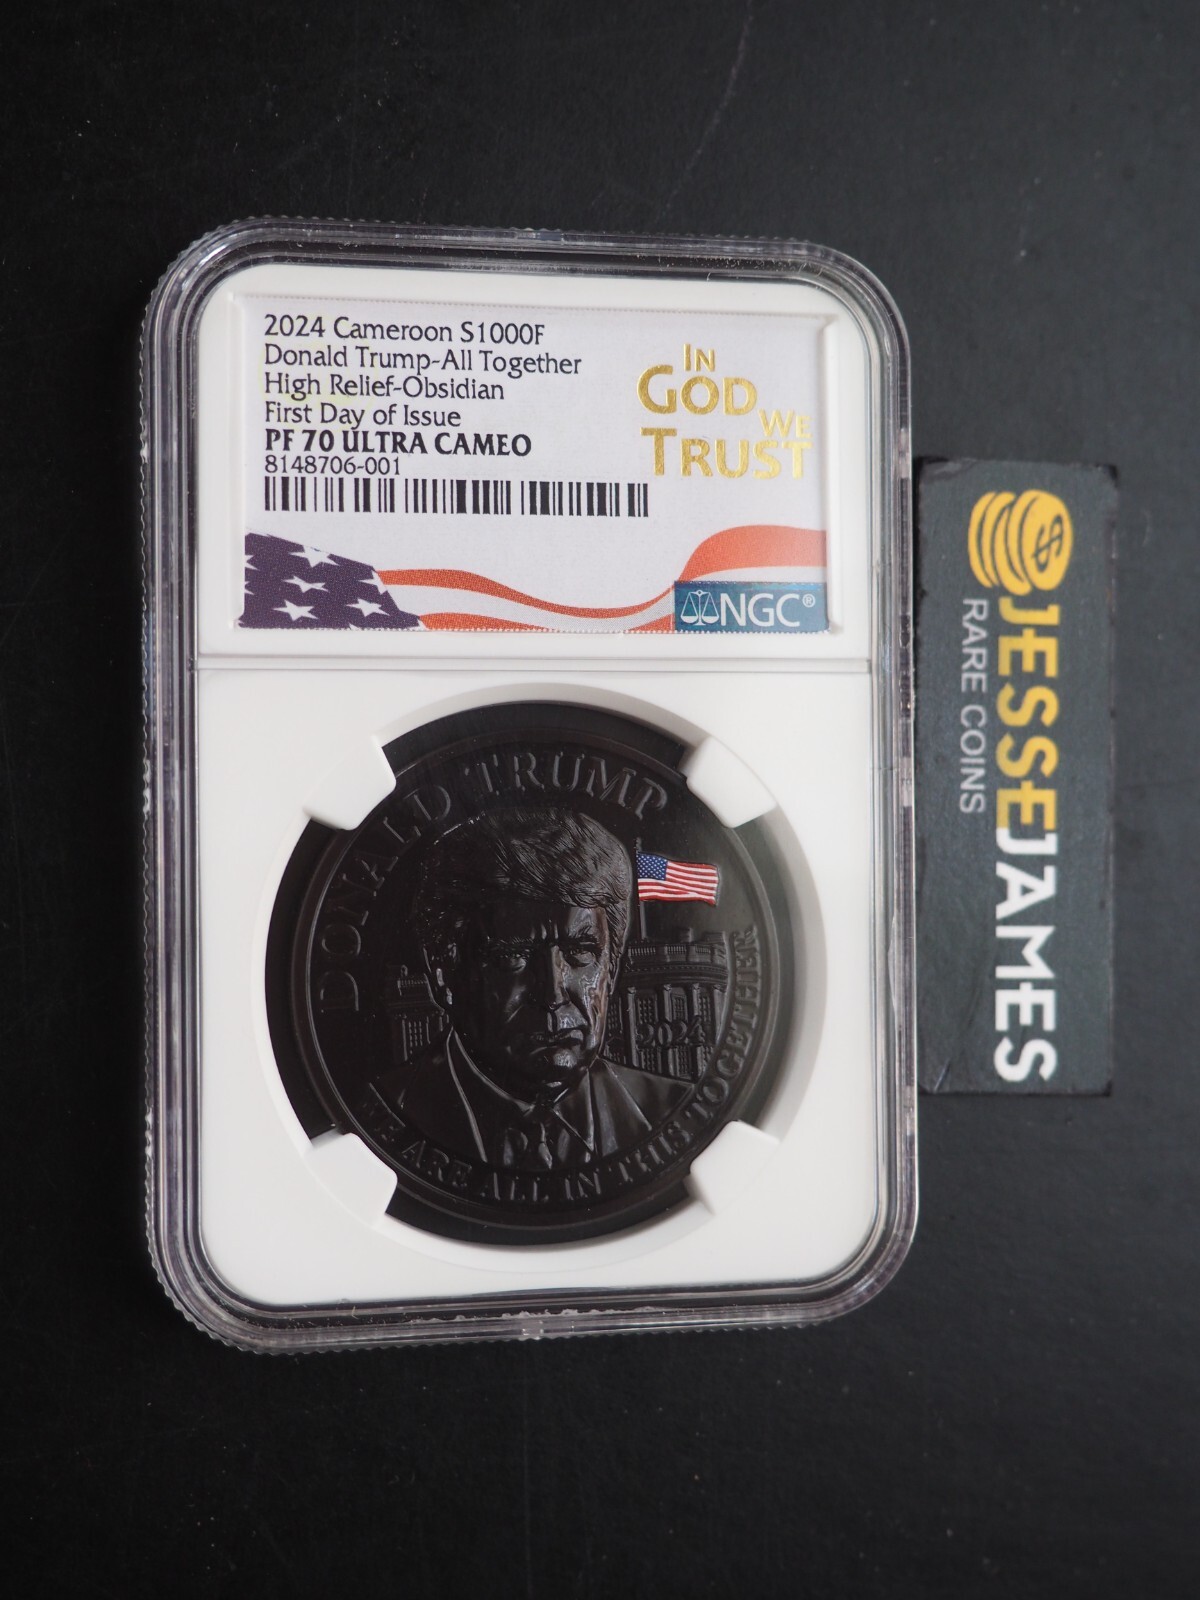 2024 Cameroon S1000F
Donald Trump-All Together
High Relief-Obsidian
First Day of Issue
PF 70 ULTRA CAMEO
8148706-001
IN
GOD WE
TRUST
NGC®
DONALD TRUMP
2024
WE ARE ALL IN THIS TOGETHER
$
JESSEJAMES
RARE COINS